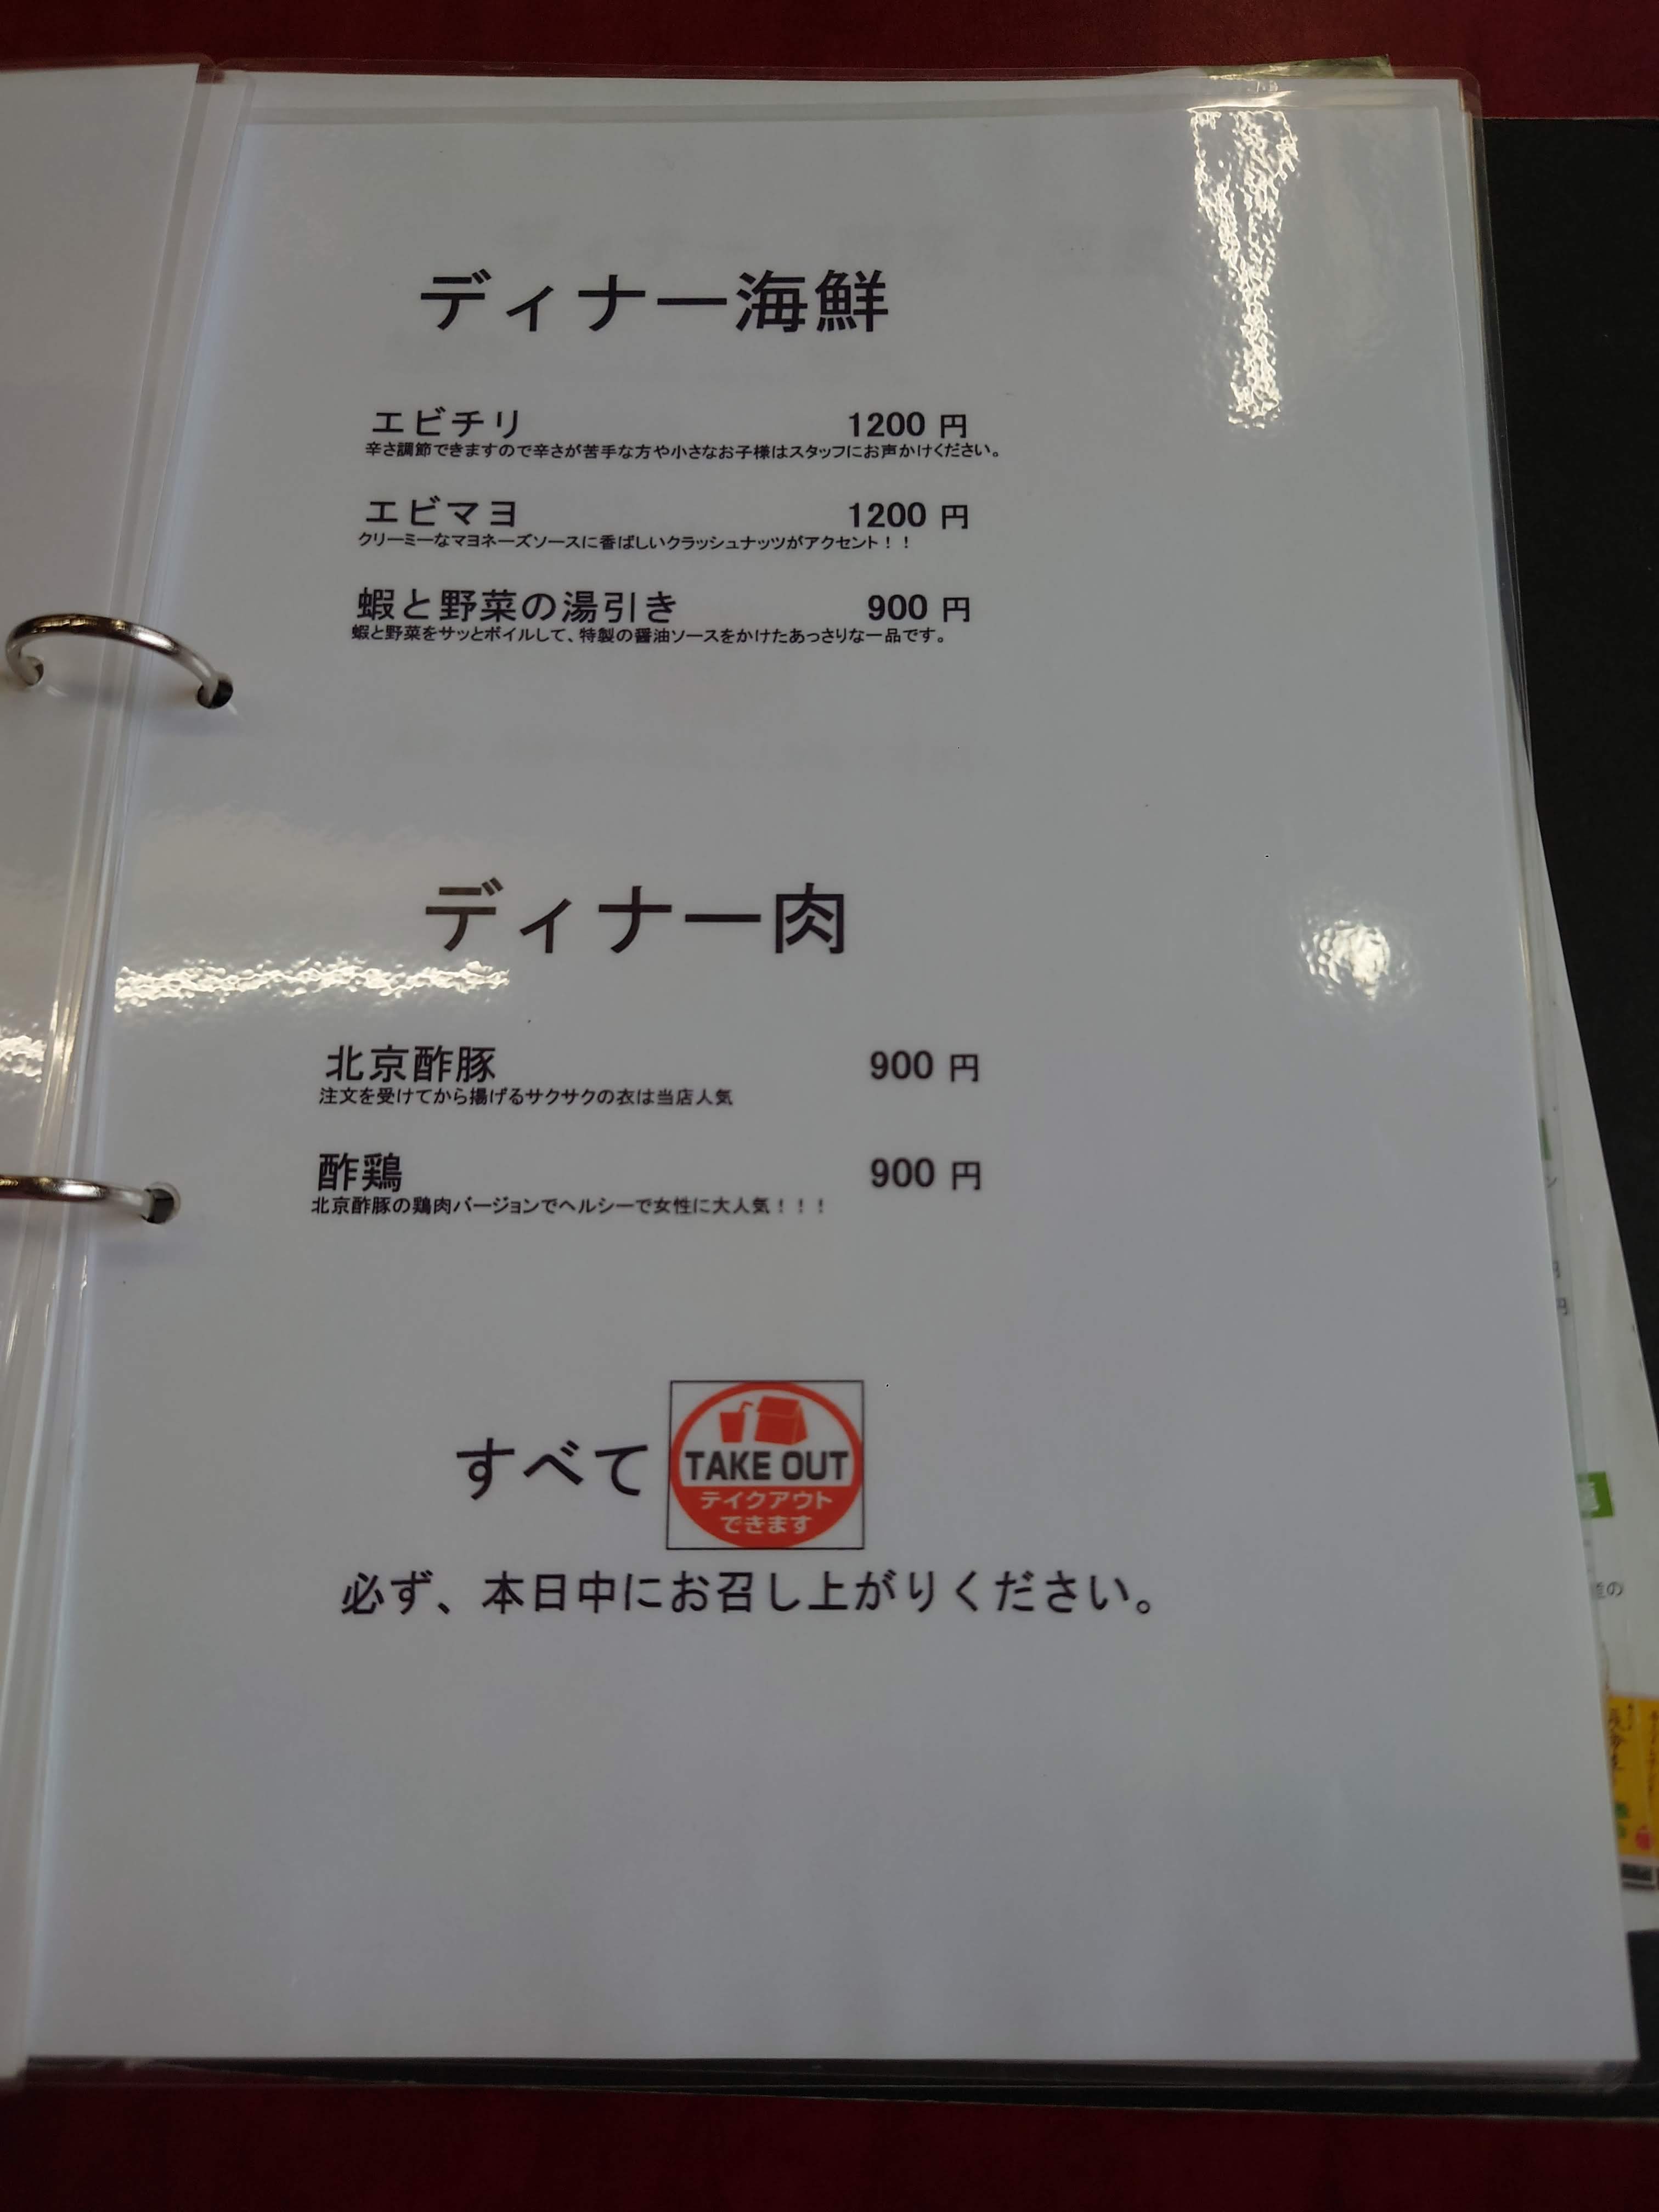 ディナー海鮮
エビチリ 1200 円
辛さ調節できますので辛さが苦手な方や小さなお子様はスタッフにお声かけください。
エビマヨ 1200 円
クリーミーなマヨネーズソースに香ばしいクラッシュナッツがアクセント！！
蝦と野菜の湯引き 900 円
蝦と野菜をサッとボイルして、特製の醤油ソースをかけたあっさりな一品です。
ディナー肉
北京酢豚 900 円
注文を受けてから揚げるサクサクの衣は当店人気
酢鶏 900 円
北京酢豚の鶏肉バージョンでヘルシーで女性に大人気！！！
すべて
TAKE OUT
テイクアウト
できます
必ず、本日中にお召し上がりください。